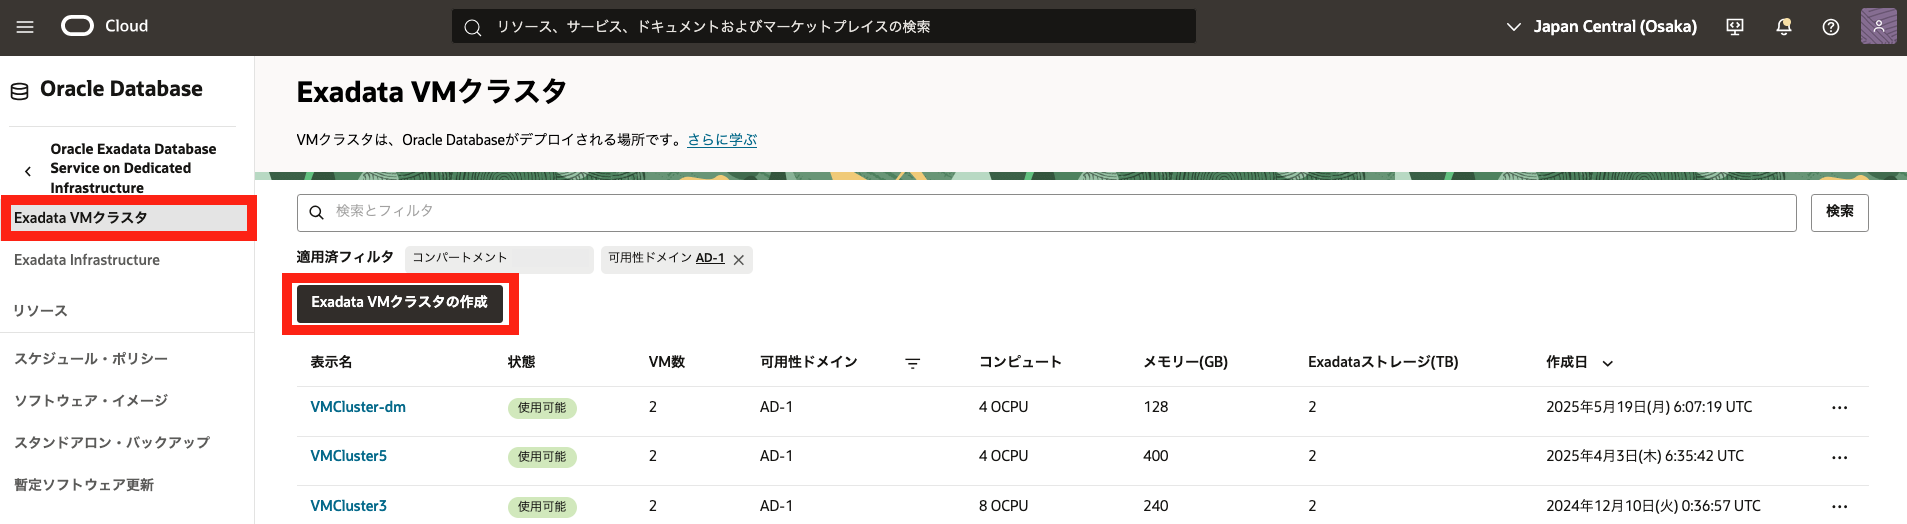 Cloud
リソース、サービス、ドキュメントおよびマーケットプレイスの検索
Japan Central (Osaka)
Oracle Database
Oracle Exadata Database
Service on Dedicated
Infrastructure
Exadata VMクラスタ
Exadata Infrastructure
リソース
スケジュール・ポリシー
ソフトウェア・イメージ
スタンドアロン・バックアップ
暫定ソフトウェア更新
Exadata VMクラスタ
VMクラスタは、Oracle Databaseがデプロイされる場所です。さらに学ぶ
検索とフィルタ
検索
適用済フィルタ コンパートメント 可用性ドメイン AD-1
Exadata VMクラスタの作成
表示名 状態 VM数 可用性ドメイン コンピュート メモリー(GB) Exadataストレージ(TB) 作成日
VMCluster-dm 使用可能 2 AD-1 4 OCPU 128 2 2025年5月19日(月) 6:07:19 UTC
VMCluster5 使用可能 2 AD-1 4 OCPU 400 2 2025年4月3日(木) 6:35:42 UTC
VMCluster3 使用可能 2 AD-1 8 OCPU 240 2 2024年12月10日(火) 0:36:57 UTC